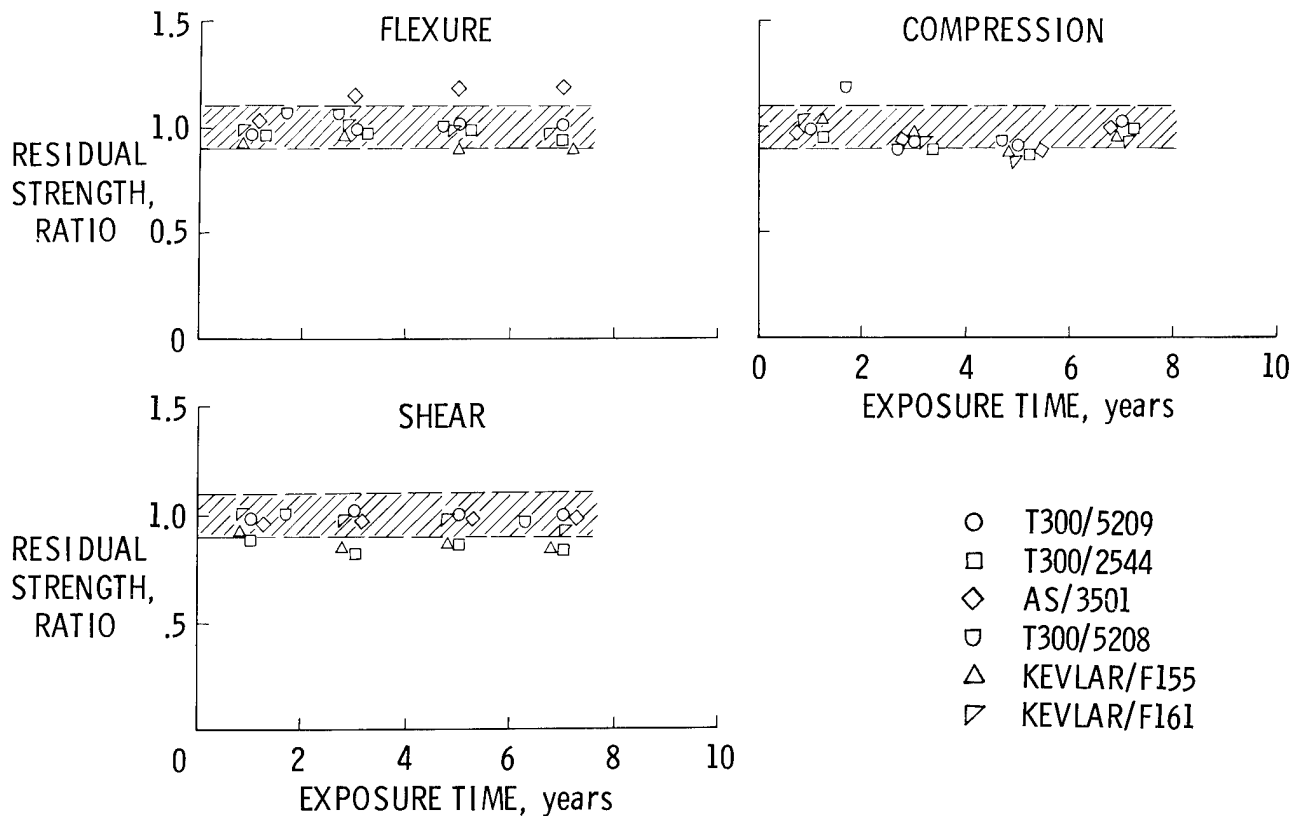 FLEXURE
1.5
1.0
0.5
0
RESIDUAL
STRENGTH,
RATIO
COMPRESSION
0 2 4 6 8 10
EXPOSURE TIME, years
SHEAR
1.5
1.0
.5
RESIDUAL
STRENGTH,
RATIO
0 2 4 6 8 10
EXPOSURE TIME, years
T300/5209
T300/2544
AS/3501
T300/5208
KEVLAR/F155
KEVLAR/F161